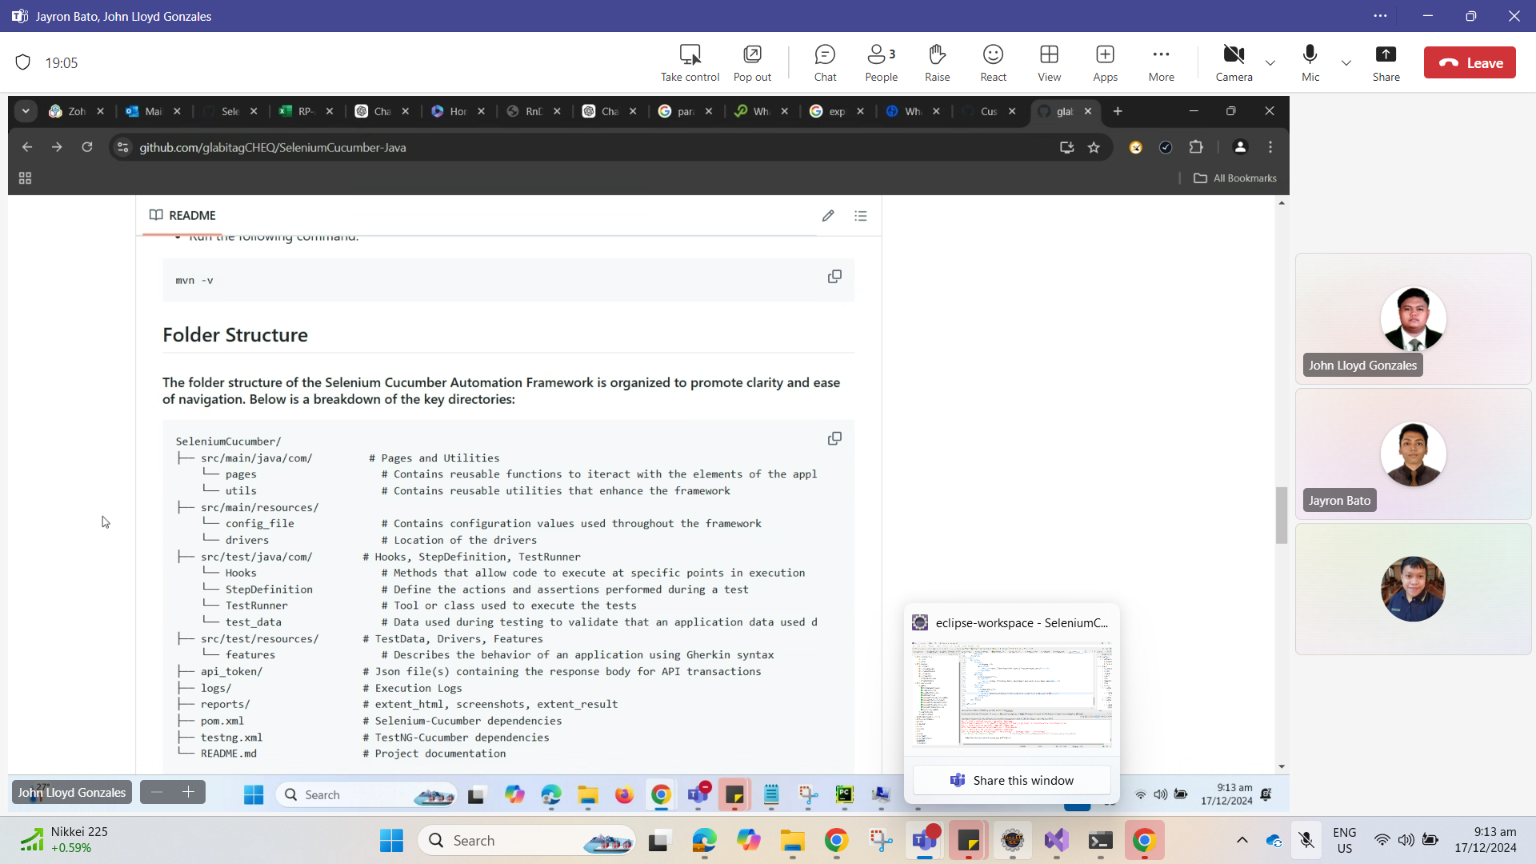 Jayron Bato, John Lloyd Gonzales
19:05
Take control
Pop out
Chat
3
People
Raise
React
View
Apps
More
Camera
Mic
Share
Leave
Zoh
Mai
Sele
RP-
Cha
Hor
RnD
Cha
par
Wh
exp
Wha
Cus
glab
github.com/glabitagCHEQ/SeleniumCucumber-Java
All Bookmarks
README
Run the following command:
mvn -v
Folder Structure
The folder structure of the Selenium Cucumber Automation Framework is organized to promote clarity and ease
of navigation. Below is a breakdown of the key directories:
SeleniumCucumber/
├── src/main/java/com/ # Pages and Utilities
└── pages # Contains reusable functions to iteract with the elements of the appl
└── utils # Contains reusable utilities that enhance the framework
├── src/main/resources/
└── config_file # Contains configuration values used throughout the framework
└── drivers # Location of the drivers
├── src/test/java/com/ # Hooks, StepDefinition, TestRunner
└── Hooks # Methods that allow code to execute at specific points in execution
└── StepDefinition # Define the actions and assertions performed during a test
└── TestRunner # Tool or class used to execute the tests
└── test_data # Data used during testing to validate that an application data used d
├── src/test/resources/ # TestData, Drivers, Features
└── features # Describes the behavior of an application using Gherkin syntax
├── api_token/ # Json file(s) containing the response body for API transactions
├── logs/ # Execution Logs
├── reports/ # extent_html, screenshots, extent_result
├── pom.xml # Selenium-Cucumber dependencies
├── testng.xml # TestNG-Cucumber dependencies
└── README.md # Project documentation
John Lloyd Gonzales
Jayron Bato
eclipse-workspace - SeleniumC...
Share this window
John Lloyd Gonzales
Search
9:13 am
17/12/2024
Nikkei 225
+0.59%
Search
ENG
US
9:13 am
17/12/2024